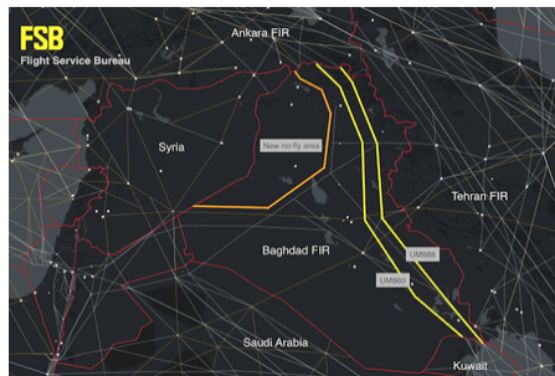 FSB
Flight Service Bureau
Ankara FIR
Syria
New no-fly area
Tehran FIR
Baghdad FIR
UM688
UM860
Saudi Arabia
Kuwait